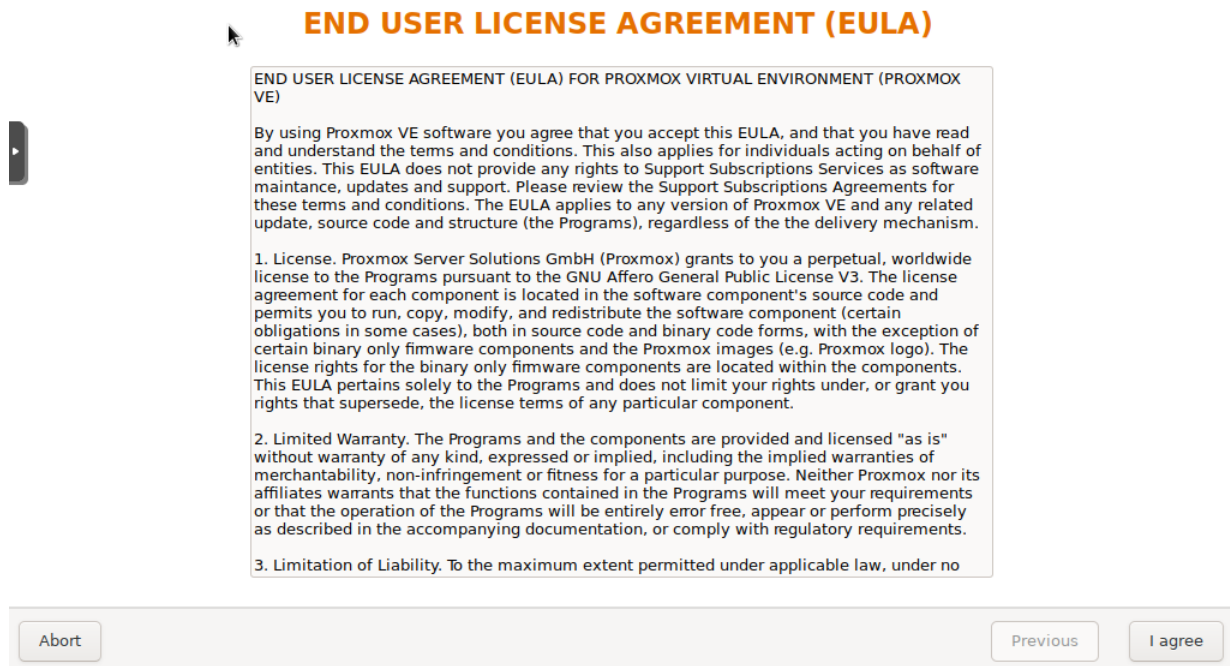 END USER LICENSE AGREEMENT (EULA)
END USER LICENSE AGREEMENT (EULA) FOR PROXMOX VIRTUAL ENVIRONMENT (PROXMOX
VE)
By using Proxmox VE software you agree that you accept this EULA, and that you have read
and understand the terms and conditions. This also applies for individuals acting on behalf of
entities. This EULA does not provide any rights to Support Subscriptions Services as software
maintance, updates and support. Please review the Support Subscriptions Agreements for
these terms and conditions. The EULA applies to any version of Proxmox VE and any related
update, source code and structure (the Programs), regardless of the the delivery mechanism.
1. License. Proxmox Server Solutions GmbH (Proxmox) grants to you a perpetual, worldwide
license to the Programs pursuant to the GNU Affero General Public License V3. The license
agreement for each component is located in the software component's source code and
permits you to run, copy, modify, and redistribute the software component (certain
obligations in some cases), both in source code and binary code forms, with the exception of
certain binary only firmware components and the Proxmox images (e.g. Proxmox logo). The
license rights for the binary only firmware components are located within the components.
This EULA pertains solely to the Programs and does not limit your rights under, or grant you
rights that supersede, the license terms of any particular component.
2. Limited Warranty. The Programs and the components are provided and licensed "as is"
without warranty of any kind, expressed or implied, including the implied warranties of
merchantability, non-infringement or fitness for a particular purpose. Neither Proxmox nor its
affiliates warrants that the functions contained in the Programs will meet your requirements
or that the operation of the Programs will be entirely error free, appear or perform precisely
as described in the accompanying documentation, or comply with regulatory requirements.
3. Limitation of Liability. To the maximum extent permitted under applicable law, under no
Abort
Previous
I agree